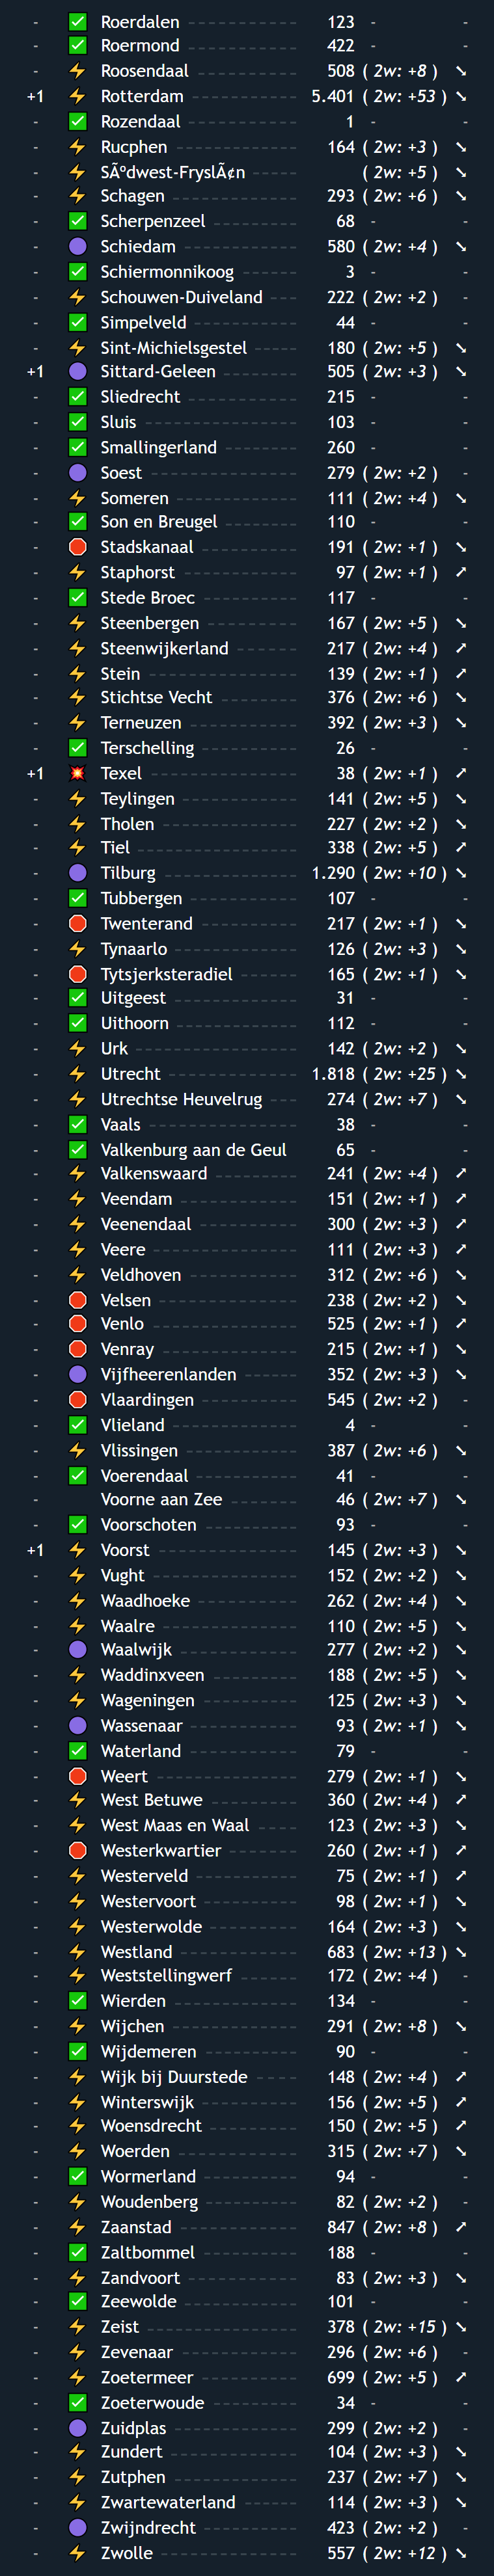 - ✅ Roerdalen 123 - -
- ✅ Roermond 422 - -
- ⚡ Roosendaal 508 ( 2w: +8 ) ➘
+1 ⚡ Rotterdam 5.401 ( 2w: +53 ) ➘
- ✅ Rozendaal 1 - -
- ⚡ Rucphen 164 ( 2w: +3 ) ➘
- ⚡ SÃºdwest-FryslÃ¢n ( 2w: +5 ) ➘
- ⚡ Schagen 293 ( 2w: +6 ) ➘
- ✅ Scherpenzeel 68 - -
- 🟣 Schiedam 580 ( 2w: +4 ) ➘
- ✅ Schiermonnikoog 3 - -
- ⚡ Schouwen-Duiveland 222 ( 2w: +2 ) -
- ✅ Simpelveld 44 - -
- ⚡ Sint-Michielsgestel 180 ( 2w: +5 ) ➘
+1 🟣 Sittard-Geleen 505 ( 2w: +3 ) ➘
- ✅ Sliedrecht 215 - -
- ✅ Sluis 103 - -
- ✅ Smallingerland 260 - -
- 🟣 Soest 279 ( 2w: +2 ) -
- ⚡ Someren 111 ( 2w: +4 ) ➘
- ✅ Son en Breugel 110 - -
- 🛑 Stadskanaal 191 ( 2w: +1 ) ➘
- ⚡ Staphorst 97 ( 2w: +1 ) ➚
- ✅ Stede Broec 117 - -
- ⚡ Steenbergen 167 ( 2w: +5 ) ➘
- ⚡ Steenwijkerland 217 ( 2w: +4 ) ➚
- ⚡ Stein 139 ( 2w: +1 ) ➚
- ⚡ Stichtse Vecht 376 ( 2w: +6 ) ➘
- ⚡ Terneuzen 392 ( 2w: +3 ) ➘
- ✅ Terschelling 26 - -
+1 💥 Texel 38 ( 2w: +1 ) ➚
- ⚡ Teylingen 141 ( 2w: +5 ) ➘
- ⚡ Tholen 227 ( 2w: +2 ) ➘
- ⚡ Tiel 338 ( 2w: +5 ) ➚
- 🟣 Tilburg 1.290 ( 2w: +10 ) ➘
- ✅ Tubbergen 107 - -
- 🛑 Twenterand 217 ( 2w: +1 ) ➘
- ⚡ Tynaarlo 126 ( 2w: +3 ) ➘
- 🛑 Tytsjerksteradiel 165 ( 2w: +1 ) ➘
- ✅ Uitgeest 31 - -
- ✅ Uithoorn 112 - -
- ⚡ Urk 142 ( 2w: +2 ) ➘
- ⚡ Utrecht 1.818 ( 2w: +25 ) ➘
- ⚡ Utrechtse Heuvelrug 274 ( 2w: +7 ) ➘
- ✅ Vaals 38 - -
- ✅ Valkenburg aan de Geul 65 - -
- ⚡ Valkenswaard 241 ( 2w: +4 ) ➚
- ⚡ Veendam 151 ( 2w: +1 ) ➚
- ⚡ Veenendaal 300 ( 2w: +3 ) ➚
- ⚡ Veere 111 ( 2w: +3 ) ➚
- ⚡ Veldhoven 312 ( 2w: +6 ) ➘
- 🛑 Velsen 238 ( 2w: +2 ) ➘
- 🛑 Venlo 525 ( 2w: +1 ) ➚
- 🛑 Venray 215 ( 2w: +1 ) ➘
- 🟣 Vijfheerenlanden 352 ( 2w: +3 ) ➘
- 🛑 Vlaardingen 545 ( 2w: +2 ) -
- ✅ Vlieland 4 - -
- ⚡ Vlissingen 387 ( 2w: +6 ) ➘
- ✅ Voerendaal 41 - -
- Voorne aan Zee 46 ( 2w: +7 ) ➘
- ✅ Voorschoten 93 - -
+1 ⚡ Voorst 145 ( 2w: +3 ) ➘
- ⚡ Vught 152 ( 2w: +2 ) ➘
- ⚡ Waadhoeke 262 ( 2w: +4 ) ➘
- ⚡ Waalre 110 ( 2w: +5 ) ➘
- 🟣 Waalwijk 277 ( 2w: +2 ) ➘
- ⚡ Waddinxveen 188 ( 2w: +5 ) ➘
- ⚡ Wageningen 125 ( 2w: +3 ) ➘
- 🟣 Wassenaar 93 ( 2w: +1 ) ➘
- ✅ Waterland 79 - -
- 🛑 Weert 279 ( 2w: +1 ) ➘
- ⚡ West Betuwe 360 ( 2w: +4 ) ➚
- ⚡ West Maas en Waal 123 ( 2w: +3 ) ➘
- 🛑 Westerkwartier 260 ( 2w: +1 ) ➚
- ⚡ Westerveld 75 ( 2w: +1 ) ➚
- ⚡ Westervoort 98 ( 2w: +1 ) ➘
- ⚡ Westerwolde 164 ( 2w: +3 ) ➘
- ⚡ Westland 683 ( 2w: +13 ) ➘
- ⚡ Weststellingwerf 172 ( 2w: +4 ) -
- ✅ Wierden 134 - -
- ⚡ Wijchen 291 ( 2w: +8 ) ➘
- ✅ Wijdemeren 90 - -
- ⚡ Wijk bij Duurstede 148 ( 2w: +4 ) ➚
- ⚡ Winterswijk 156 ( 2w: +5 ) ➚
- ⚡ Woensdrecht 150 ( 2w: +5 ) ➚
- ⚡ Woerden 315 ( 2w: +7 ) ➘
- ✅ Wormerland 94 - -
- ⚡ Woudenberg 82 ( 2w: +2 ) -
- ⚡ Zaanstad 847 ( 2w: +8 ) ➚
- ✅ Zaltbommel 188 - -
- ⚡ Zandvoort 83 ( 2w: +3 ) ➘
- ✅ Zeewolde 101 - -
- ⚡ Zeist 378 ( 2w: +15 ) ➘
- ⚡ Zevenaar 296 ( 2w: +6 ) -
- ⚡ Zoetermeer 699 ( 2w: +5 ) ➚
- ✅ Zoeterwoude 34 - -
- 🟣 Zuidplas 299 ( 2w: +2 ) -
- ⚡ Zundert 104 ( 2w: +3 ) ➘
- ⚡ Zutphen 237 ( 2w: +7 ) ➘
- ⚡ Zwartewaterland 114 ( 2w: +3 ) ➘
- 🟣 Zwijndrecht 423 ( 2w: +2 ) -
- ⚡ Zwolle 557 ( 2w: +12 ) ➘